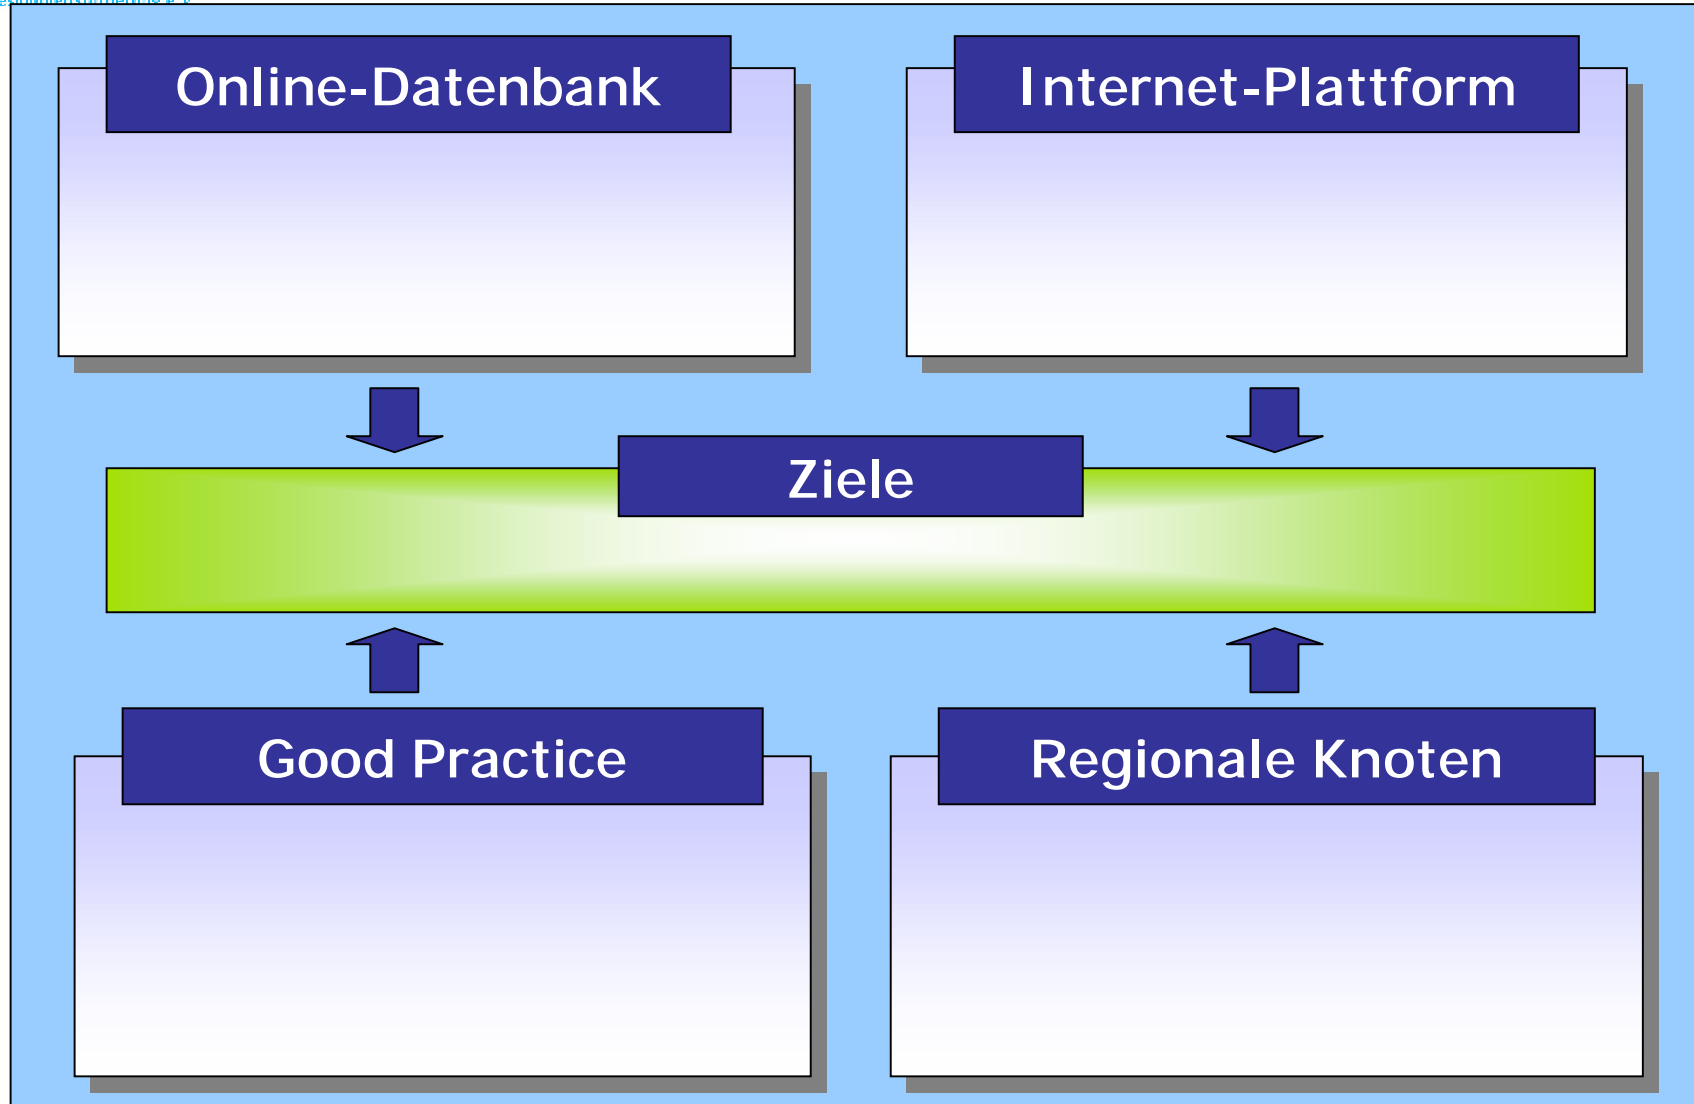 Online-Datenbank
Internet-Plattform
Ziele
Good Practice
Regionale Knoten